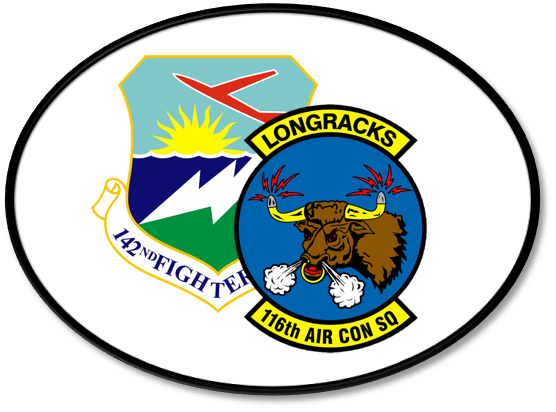 142ND FIGHTER
LONGRACKS
116th AIR CON SQ